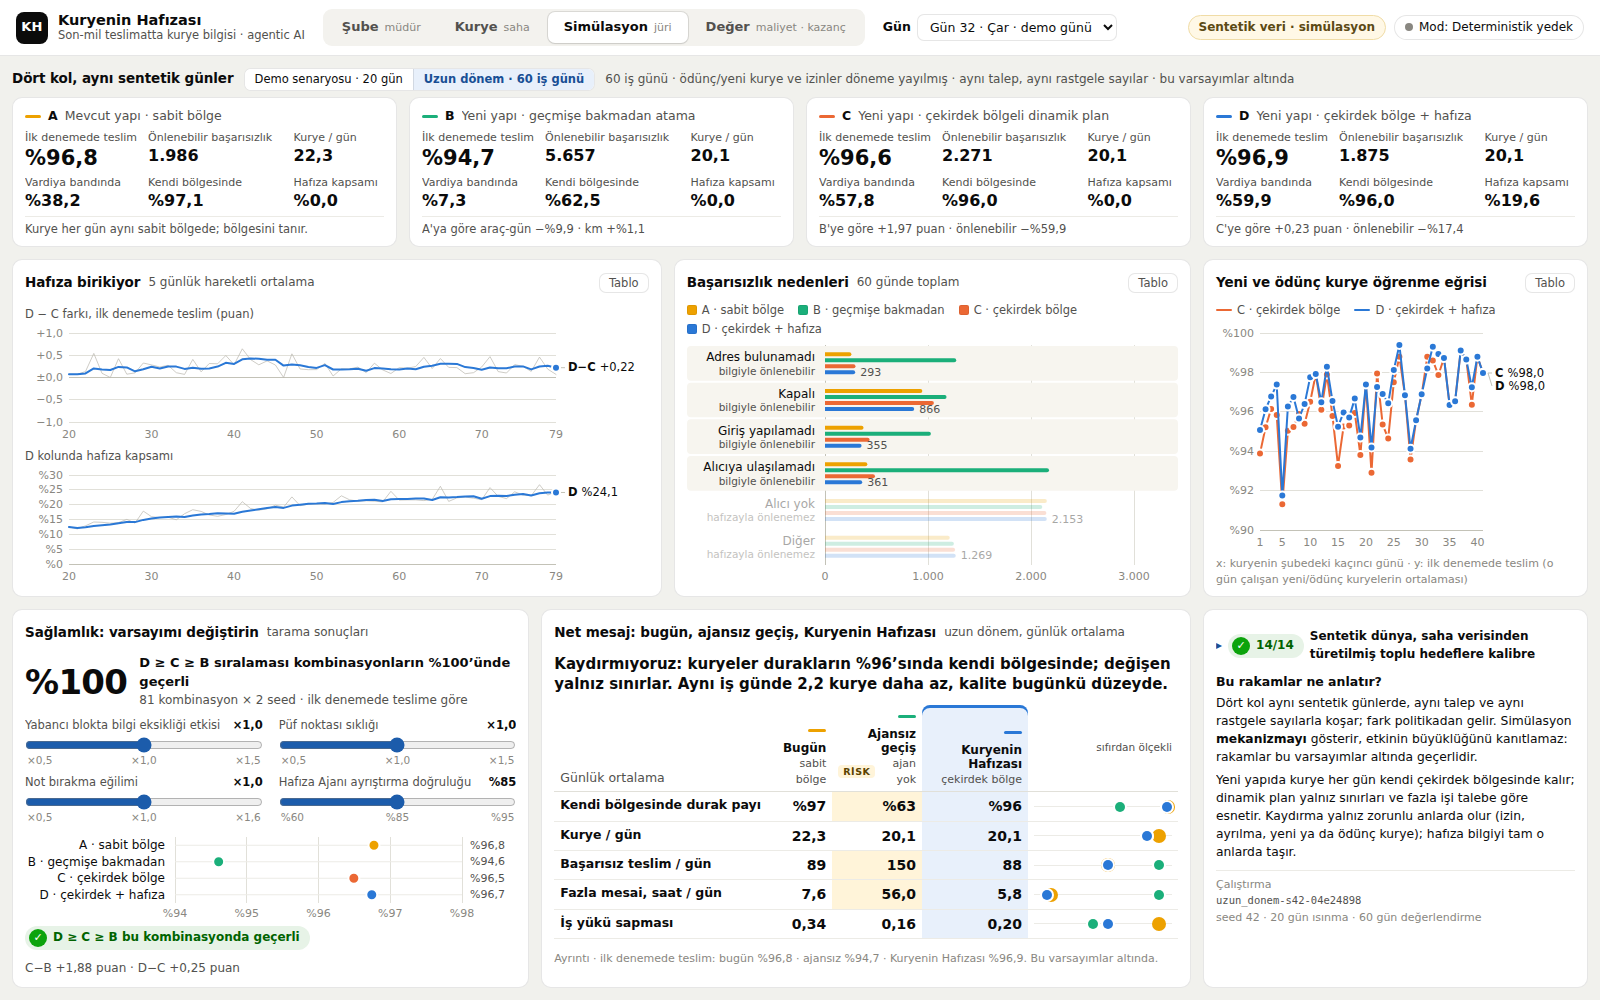 KH
Kuryenin Hafızası
Son-mil teslimatta kurye bilgisi · agentic AI
Şube müdür
Kurye saha
Simülasyon jüri
Değer maliyet · kazanç
Gün
Gün 32 · Çar · demo günü
Sentetik veri · simülasyon
Mod: Deterministik yedek
Dört kol, aynı sentetik günler
Demo senaryosu · 20 gün
Uzun dönem · 60 iş günü
60 iş günü · ödünç/yeni kurye ve izinler döneme yayılmış · aynı talep, aynı rastgele sayılar · bu varsayımlar altında
A Mevcut yapı · sabit bölge
İlk denemede teslim Önlenebilir başarısızlık Kurye / gün
%96,8 1.986 22,3
Vardiya bandında Kendi bölgesinde Hafıza kapsamı
%38,2 %97,1 %0,0
Kurye her gün aynı sabit bölgede; bölgesini tanır.
B Yeni yapı · geçmişe bakmadan atama
İlk denemede teslim Önlenebilir başarısızlık Kurye / gün
%94,7 5.657 20,1
Vardiya bandında Kendi bölgesinde Hafıza kapsamı
%7,3 %62,5 %0,0
A'ya göre araç-gün −%9,9 · km +%1,1
C Yeni yapı · çekirdek bölgeli dinamik plan
İlk denemede teslim Önlenebilir başarısızlık Kurye / gün
%96,6 2.271 20,1
Vardiya bandında Kendi bölgesinde Hafıza kapsamı
%57,8 %96,0 %0,0
B'ye göre +1,97 puan · önlenebilir −%59,9
D Yeni yapı · çekirdek bölge + hafıza
İlk denemede teslim Önlenebilir başarısızlık Kurye / gün
%96,9 1.875 20,1
Vardiya bandında Kendi bölgesinde Hafıza kapsamı
%59,9 %96,0 %19,6
C'ye göre +0,23 puan · önlenebilir −%17,4
Hafıza birikiyor 5 günlük hareketli ortalama
Tablo
D − C farkı, ilk denemede teslim (puan)
+1,0
+0,5
±0,0
−0,5
−1,0
D−C +0,22
20 30 40 50 60 70 79
D kolunda hafıza kapsamı
%30
%25
%20
%15
%10
%5
%0
D %24,1
20 30 40 50 60 70 79
Başarısızlık nedenleri 60 günde toplam
Tablo
A · sabit bölge B · geçmişe bakmadan C · çekirdek bölge
D · çekirdek + hafıza
Adres bulunamadı
bilgiyle önlenebilir 293
Kapalı
bilgiyle önlenebilir 866
Giriş yapılamadı
bilgiyle önlenebilir 355
Alıcıya ulaşılamadı
bilgiyle önlenebilir 361
Alıcı yok
hafızayla önlenemez 2.153
Diğer
hafızayla önlenemez 1.269
0 1.000 2.000 3.000
Yeni ve ödünç kurye öğrenme eğrisi
Tablo
C · çekirdek bölge D · çekirdek + hafıza
%100
%98
%96
%94
%92
%90
C %98,0
D %98,0
1 5 10 15 20 25 30 35 40
x: kuryenin şubedeki kaçıncı günü · y: ilk denemede teslim (o
gün çalışan yeni/ödünç kuryelerin ortalaması)
Sağlamlık: varsayımı değiştirin tarama sonuçları
%100
D ≥ C ≥ B sıralaması kombinasyonların %100’ünde
geçerli
81 kombinasyon × 2 seed · ilk denemede teslime göre
Yabancı blokta bilgi eksikliği etkisi ×1,0
×0,5 ×1,0 ×1,5
Püf noktası sıklığı ×1,0
×0,5 ×1,0 ×1,5
Not bırakma eğilimi ×1,0
×0,5 ×1,0 ×1,6
Hafıza Ajanı ayrıştırma doğruluğu %85
%60 %85 %95
A · sabit bölge %96,8
B · geçmişe bakmadan %94,6
C · çekirdek bölge %96,5
D · çekirdek + hafıza %96,7
%94 %95 %96 %97 %98
D ≥ C ≥ B bu kombinasyonda geçerli
C−B +1,88 puan · D−C +0,25 puan
Net mesaj: bugün, ajansız geçiş, Kuryenin Hafızası uzun dönem, günlük ortalama
Kaydırmıyoruz: kuryeler durakların %96’sında kendi bölgesinde; değişen
yalnız sınırlar. Aynı iş günde 2,2 kurye daha az, kalite bugünkü düzeyde.
Günlük ortalama
Bugün
sabit
bölge
Ajansız
geçiş
RİSK
ajan
yok
Kuryenin
Hafızası
çekirdek bölge
sıfırdan ölçekli
Kendi bölgesinde durak payı %97 %63 %96
Kurye / gün 22,3 20,1 20,1
Başarısız teslim / gün 89 150 88
Fazla mesai, saat / gün 7,6 56,0 5,8
İş yükü sapması 0,34 0,16 0,20
Ayrıntı · ilk denemede teslim: bugün %96,8 · ajansız %94,7 · Kuryenin Hafızası %96,9. Bu varsayımlar altında.
14/14
Sentetik dünya, saha verisinden
türetilmiş toplu hedeflere kalibre
Bu rakamlar ne anlatır?
Dört kol aynı sentetik günlerde, aynı talep ve aynı
rastgele sayılarla koşar; fark politikadan gelir. Simülasyon
mekanizmayı gösterir, etkinin büyüklüğünü kanıtlamaz:
rakamlar bu varsayımlar altında geçerlidir.
Yeni yapıda kurye her gün kendi çekirdek bölgesinde kalır;
dinamik plan yalnız sınırları ve fazla işi talebe göre
esnetir. Kaydırma yalnız zorunlu anlarda olur (izin,
ayrılma, yeni ya da ödünç kurye); hafıza bilgiyi tam o
anlarda taşır.
Çalıştırma
uzun_donem-s42-04e24898
seed 42 · 20 gün ısınma · 60 gün değerlendirme